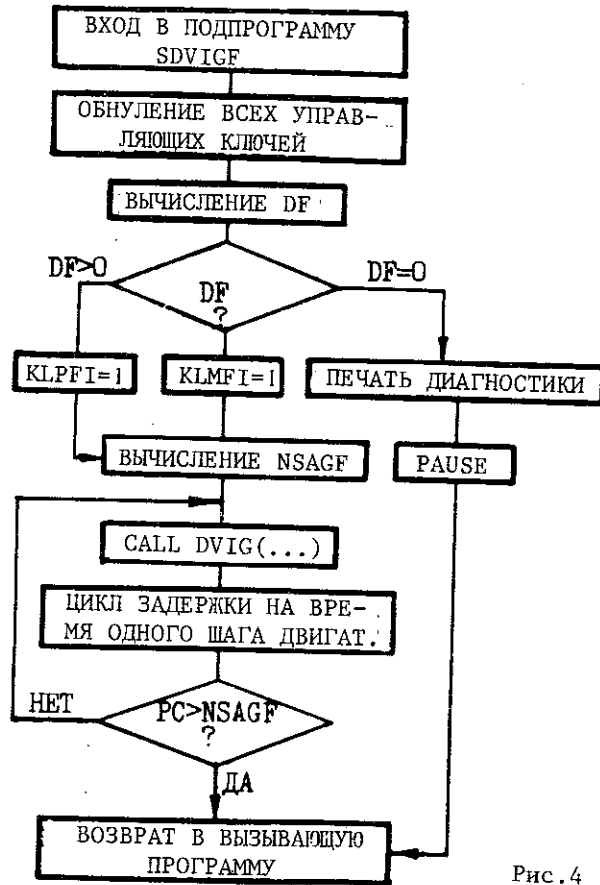 ВХОД В ПОДПРОГРАММУ
SDVIGF
ОБНУЛЕНИЕ ВСЕХ УПРАВ-
ЛЯЮЩИХ КЛЮЧЕЙ
ВЫЧИСЛЕНИЕ DF
DF>0
DF=0
DF
?
KLPFI=1
KLMFI=1
ПЕЧАТЬ ДИАГНОСТИКИ
ВЫЧИСЛЕНИЕ NSAGF
PAUSE
CALL DVIG(...)
ЦИКЛ ЗАДЕРЖКИ НА ВРЕ-
МЯ ОДНОГО ШАГА ДВИГАТ.
НЕТ
PC>NSAGF
?
ДА
ВОЗВРАТ В ВЫЗЫВАЮЩУЮ
ПРОГРАММУ
Рис.4